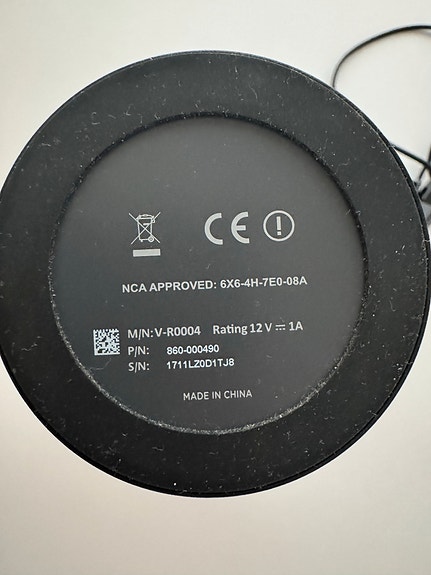 CE
NCA APPROVED: 6X6-4H-7E0-08A
M/N: V-R0004 Rating 12 V ⎓ 1A
P/N: 860-000490
S/N: 1711LZ0D1TJ8
MADE IN CHINA